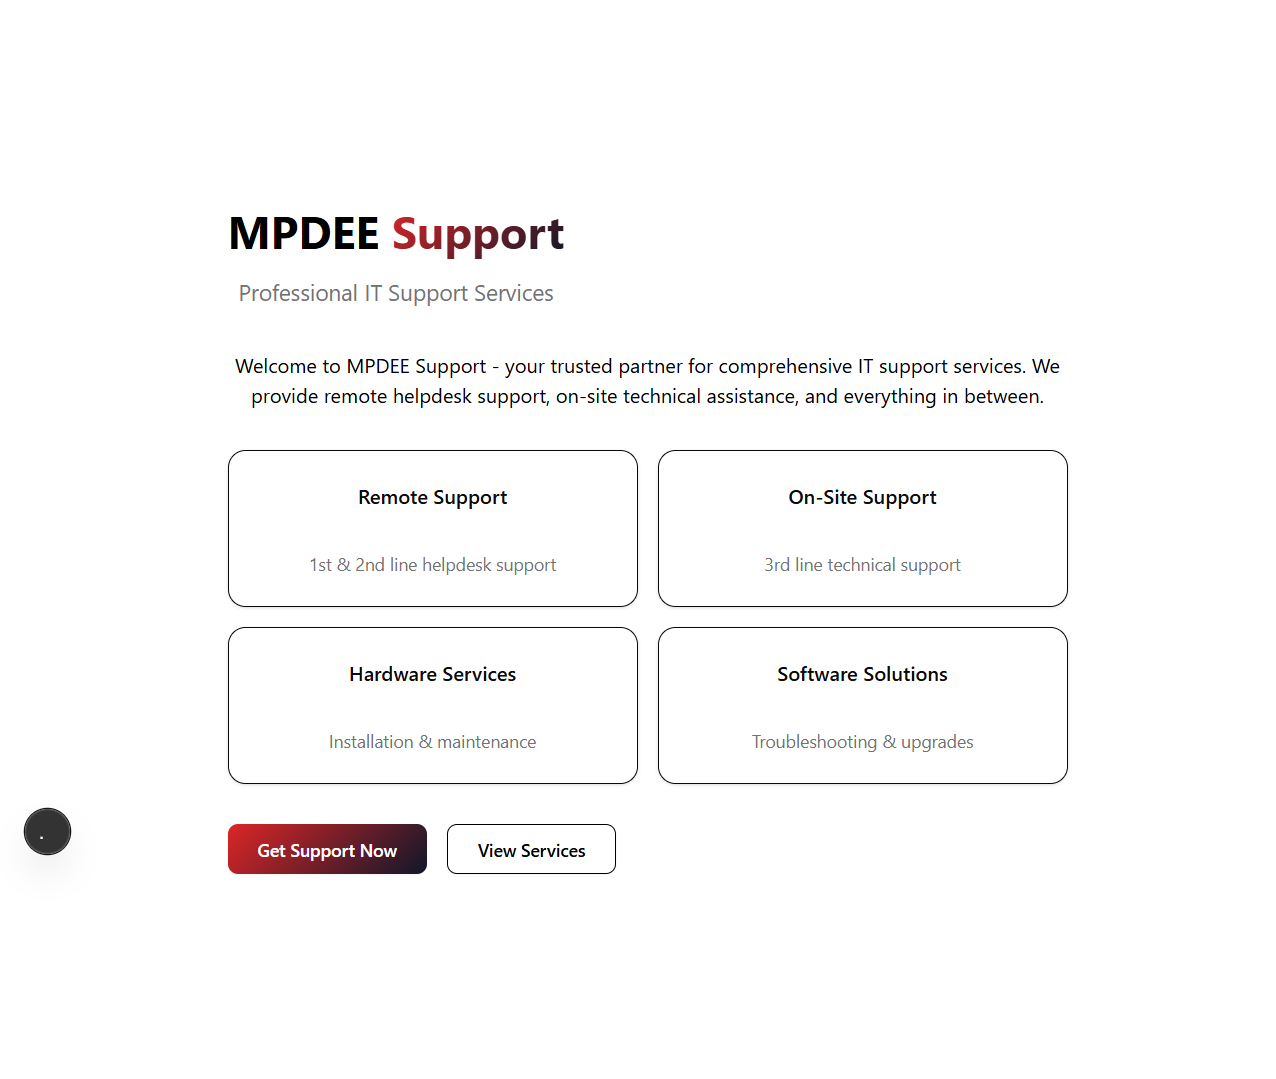 MPDEE Support
Professional IT Support Services
Welcome to MPDEE Support - your trusted partner for comprehensive IT support services. We
provide remote helpdesk support, on-site technical assistance, and everything in between.
Remote Support
1st & 2nd line helpdesk support
On-Site Support
3rd line technical support
Hardware Services
Installation & maintenance
Software Solutions
Troubleshooting & upgrades
Get Support Now
View Services